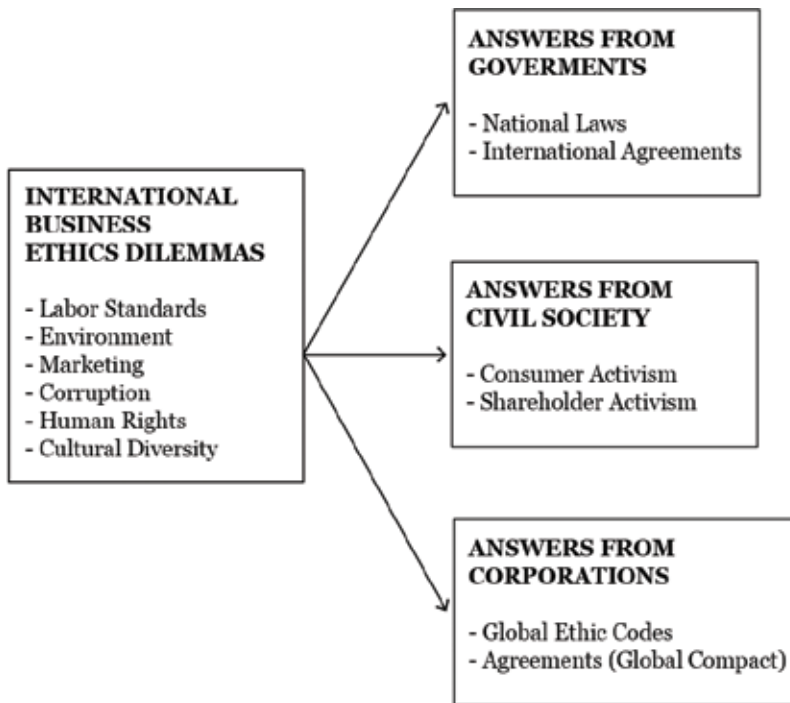 INTERNATIONAL
BUSINESS
ETHICS DILEMMAS
- Labor Standards
- Environment
- Marketing
- Corruption
- Human Rights
- Cultural Diversity
ANSWERS FROM
GOVERMENTS
- National Laws
- International Agreements
ANSWERS FROM
CIVIL SOCIETY
- Consumer Activism
- Shareholder Activism
ANSWERS FROM
CORPORATIONS
- Global Ethic Codes
- Agreements (Global Compact)